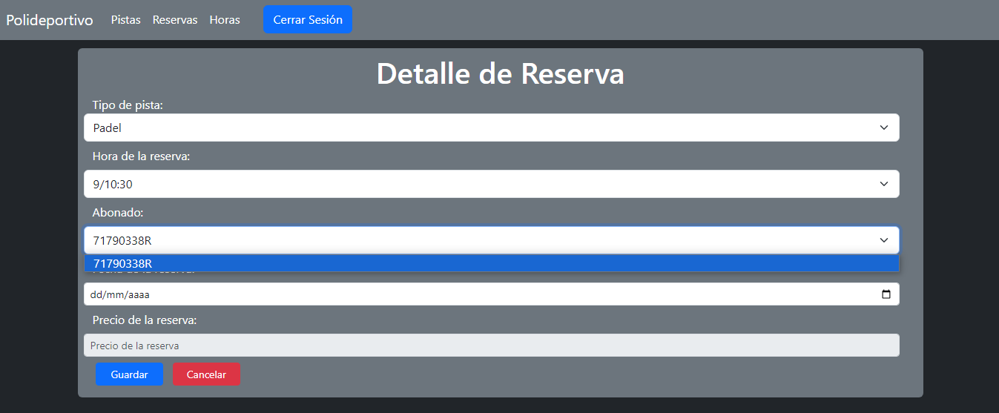 Polideportivo Pistas Reservas Horas Cerrar Sesión
Detalle de Reserva
Tipo de pista:
Padel
Hora de la reserva:
9/10:30
Abonado:
71790338R
71790338R
dd/mm/aaaa
Precio de la reserva:
Precio de la reserva
Guardar Cancelar